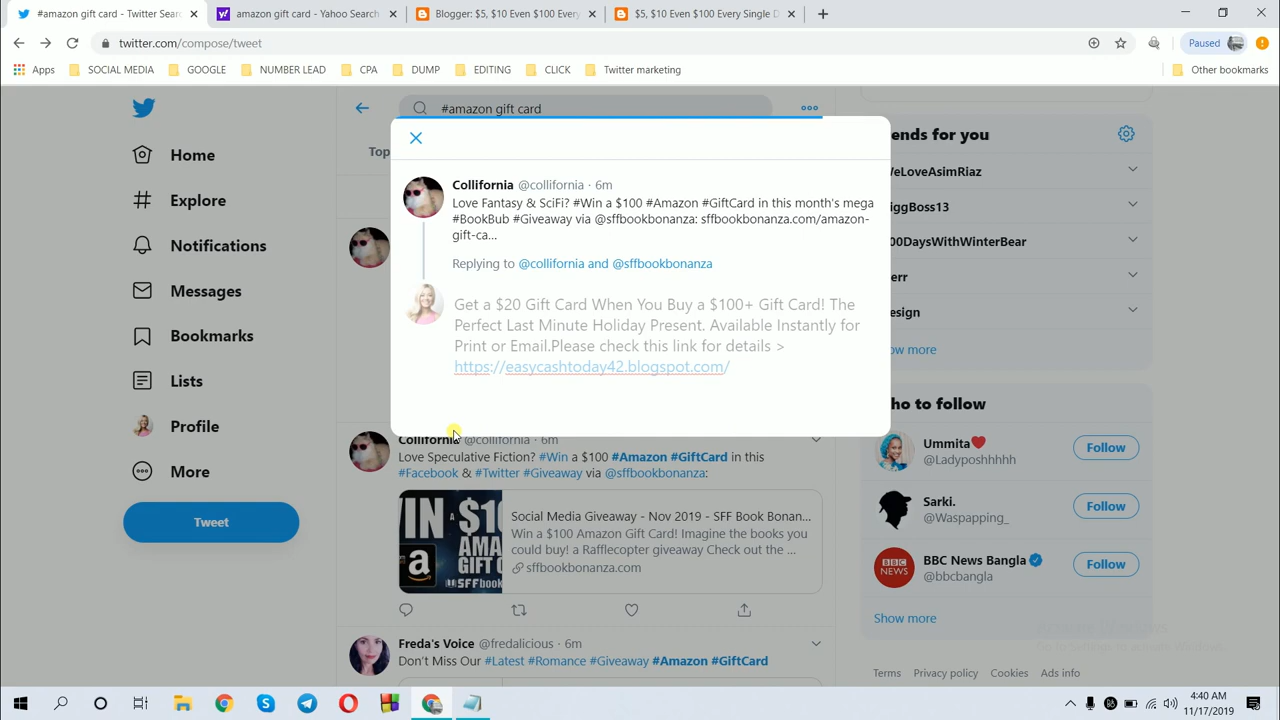 #amazon gift card - Twitter Searc
amazon gift card - Yahoo Search
Blogger: $5, $10 Even $100 Every
$5, $10 Even $100 Every Single D
twitter.com/compose/tweet
Paused
Apps
SOCIAL MEDIA
GOOGLE
NUMBER LEAD
CPA
DUMP
EDITING
CLICK
Twitter marketing
Other bookmarks
Home
Explore
Notifications
Messages
Bookmarks
Lists
Profile
More
Tweet
#amazon gift card
Top
Collifornia @collifornia · 6m
Love Fantasy & SciFi? #Win a $100 #Amazon #GiftCard in this month's mega
#BookBub #Giveaway via @sffbookbonanza: sffbookbonanza.com/amazon-
gift-ca...
Replying to @collifornia and @sffbookbonanza
Get a $20 Gift Card When You Buy a $100+ Gift Card! The
Perfect Last Minute Holiday Present. Available Instantly for
Print or Email.Please check this link for details >
https://easycashtoday42.blogspot.com/
Collifornia @collifornia · 6m
Love Speculative Fiction? #Win a $100 #Amazon #GiftCard in this
#Facebook & #Twitter #Giveaway via @sffbookbonanza:
Social Media Giveaway - Nov 2019 - SFF Book Bonan...
Win a $100 Amazon Gift Card! Imagine the books you
could buy! a Rafflecopter giveaway Check out the ...
sffbookbonanza.com
Freda's Voice @fredalicious · 6m
Don't Miss Our #Latest #Romance #Giveaway #Amazon #GiftCard
ends for you
VeLoveAsimRiaz
iggBoss13
00DaysWithWinterBear
err
esign
ow more
ho to follow
Ummita
@Ladyposhhhhh
Follow
Sarki.
@Waspapping_
Follow
BBC News Bangla
@bbcbangla
Follow
Show more
Terms Privacy policy Cookies Ads info
4:40 AM
11/17/2019